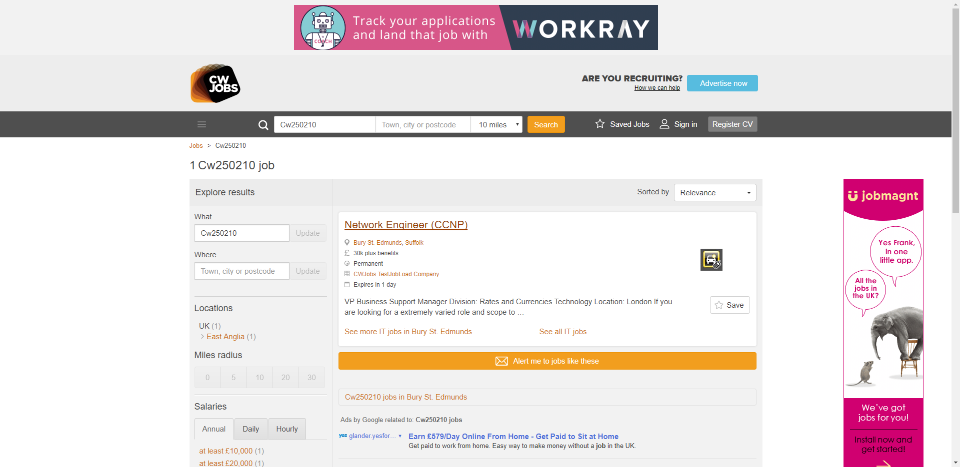 Track your applications
and land that job with
WORKRAY
COACH
CW
JOBS
ARE YOU RECRUITING?
How we can help
Advertise now
Cw250210
Town, city or postcode
10 miles
Search
Saved Jobs
Sign in
Register CV
Jobs > Cw250210
1 Cw250210 job
Explore results
Sorted by
Relevance
What
Cw250210
Update
Where
Town, city or postcode
Update
Locations
UK (1)
> East Anglia (1)
Miles radius
0 5 10 20 30
Salaries
Annual Daily Hourly
at least £10,000 (1)
at least £20,000 (1)
Network Engineer (CCNP)
Bury St. Edmunds, Suffolk
30k plus benefits
Permanent
CWJobs TestJobLoad Company
Expires in 1 day
VP Business Support Manager Division: Rates and Currencies Technology Location: London If you
are looking for a extremely varied role and scope to ...
Save
See more IT jobs in Bury St. Edmunds
See all IT jobs
Alert me to jobs like these
Cw250210 jobs in Bury St. Edmunds
Ads by Google related to: Cw250210 jobs
glander.yesfor...
Earn £579/Day Online From Home - Get Paid to Sit at Home
Get paid to work from home. Easy way to make money without a job in the UK.
jobmagnt
Yes Frank,
in one
little app.
All the
jobs in
the UK?
We've got
jobs for you!
Install now and
get started!